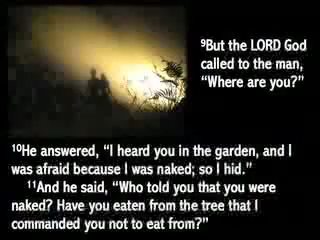 ⁹But the LORD God
called to the man,
“Where are you?”
¹⁰He answered, “I heard you in the garden, and I
was afraid because I was naked; so I hid.”
¹¹And he said, “Who told you that you were
naked? Have you eaten from the tree that I
commanded you not to eat from?”